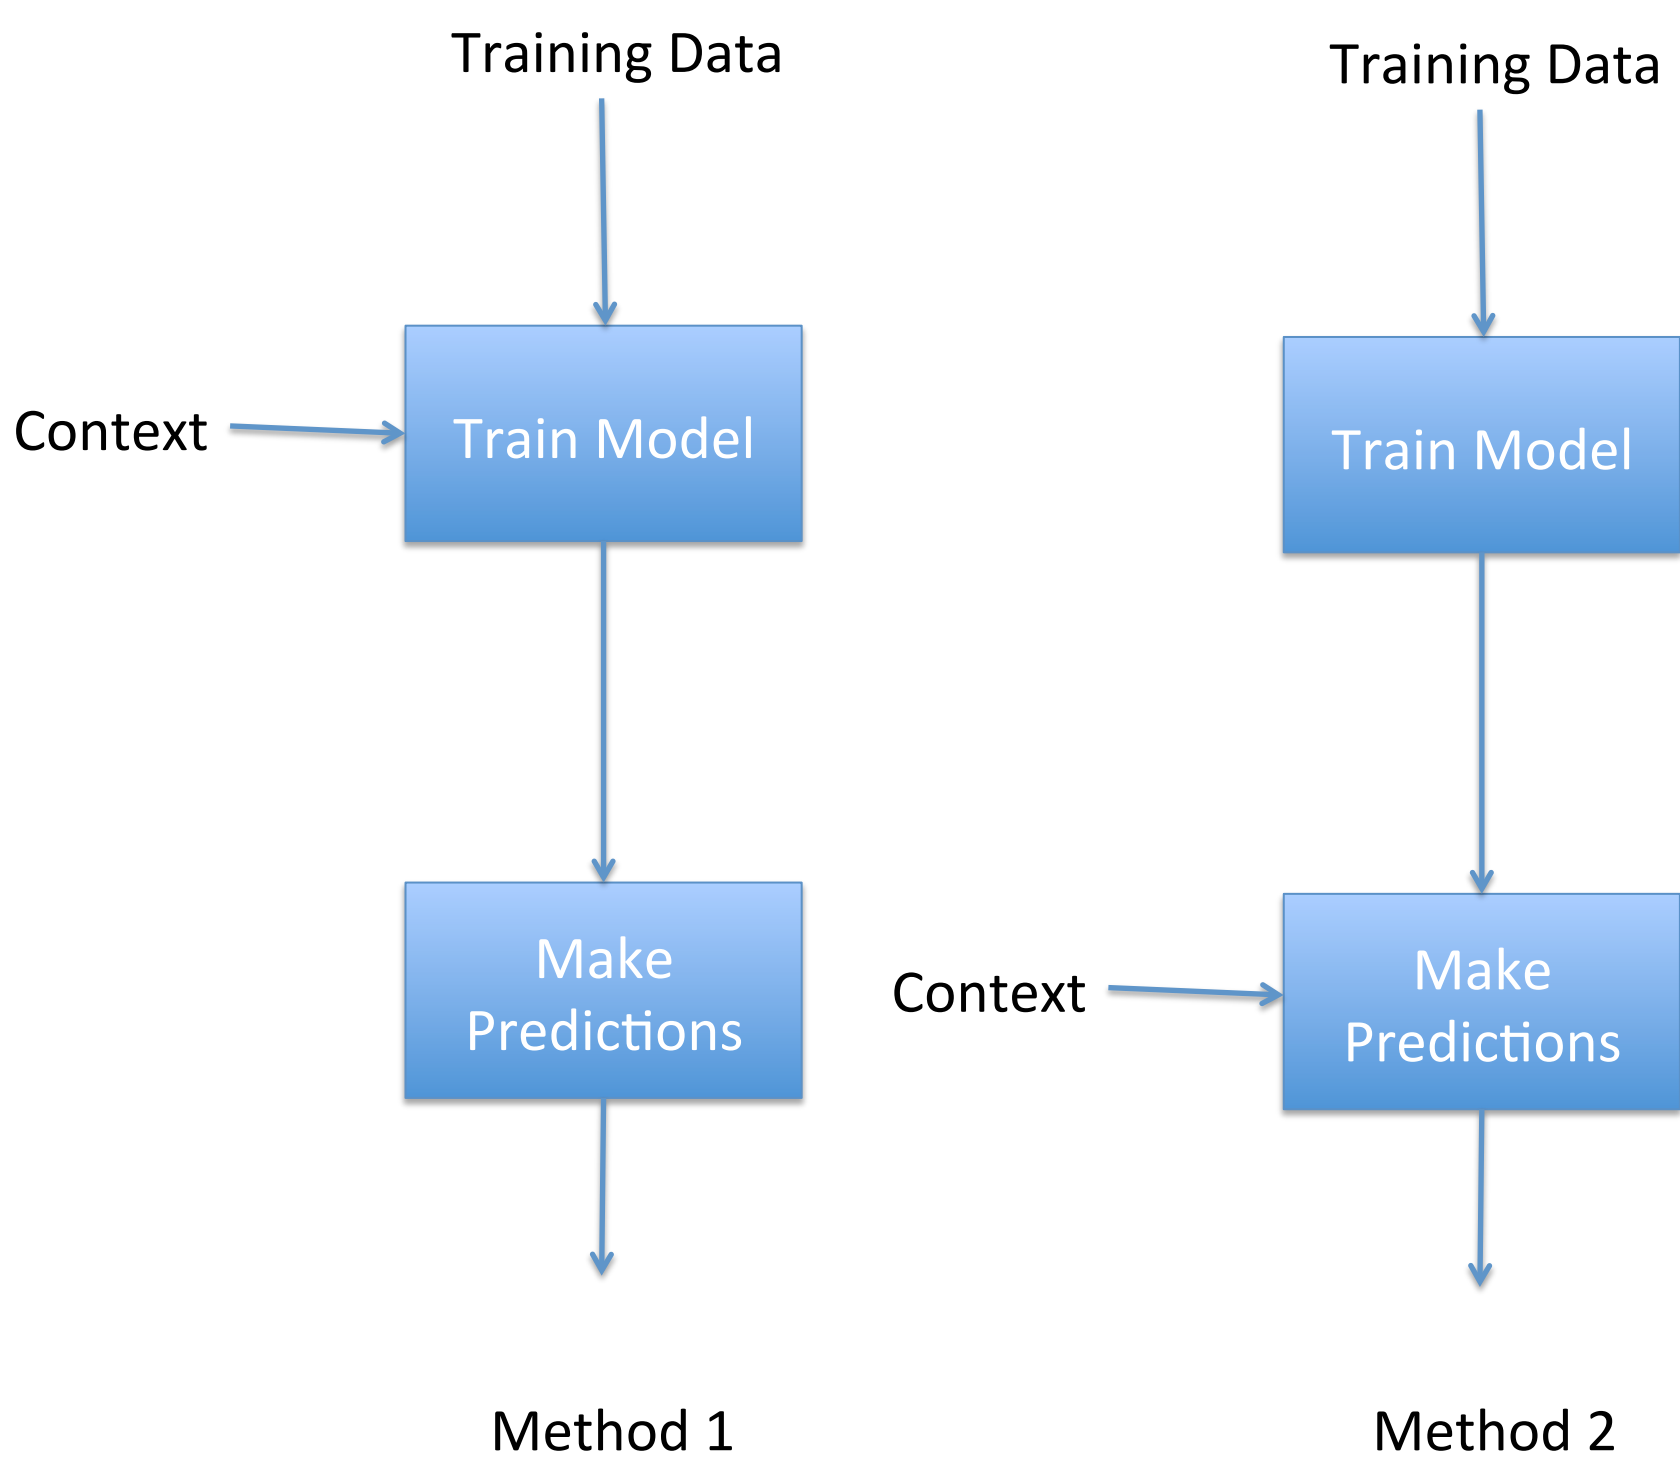 Training Data
Context
Train Model
Make
Predictions
Method 1
Training Data
Train Model
Context
Make
Predictions
Method 2